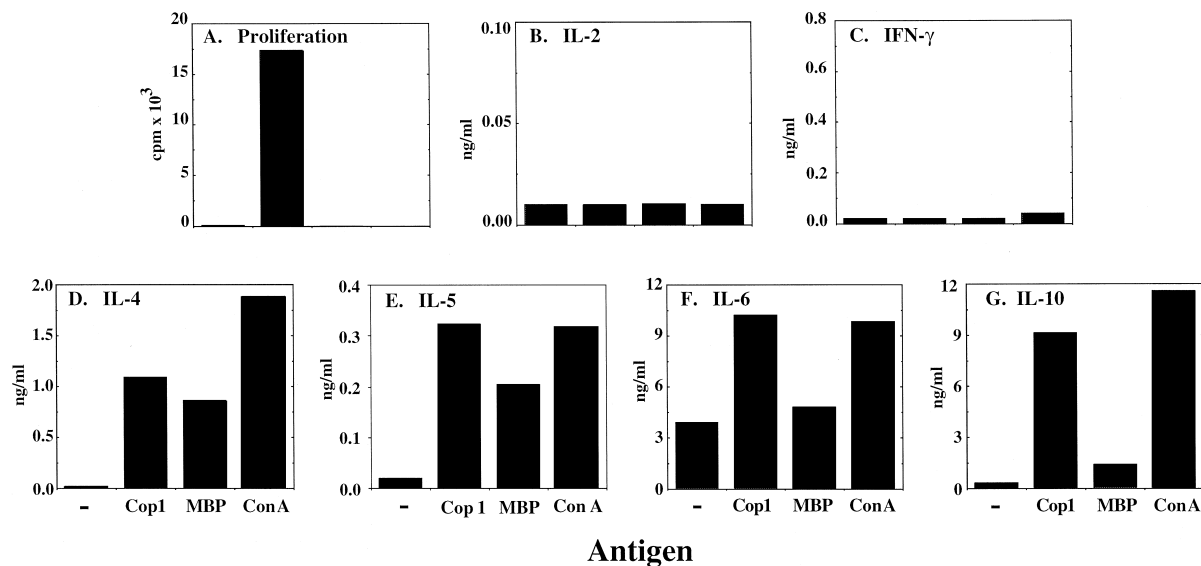 A. Proliferation
cpm x 10³
20
15
10
5
0
B. IL-2
ng/ml
0.10
0.05
0.00
C. IFN-γ
ng/ml
0.8
0.6
0.4
0.2
0.0
D. IL-4
ng/ml
2.0
1.5
1.0
0.5
0.0
- Cop1 MBP ConA
E. IL-5
ng/ml
0.4
0.3
0.2
0.1
0.0
- Cop 1 MBP Con A
F. IL-6
ng/ml
12
9
6
3
0
- Cop1 MBP ConA
G. IL-10
ng/ml
12
9
6
3
0
- Cop1 MBP ConA
Antigen